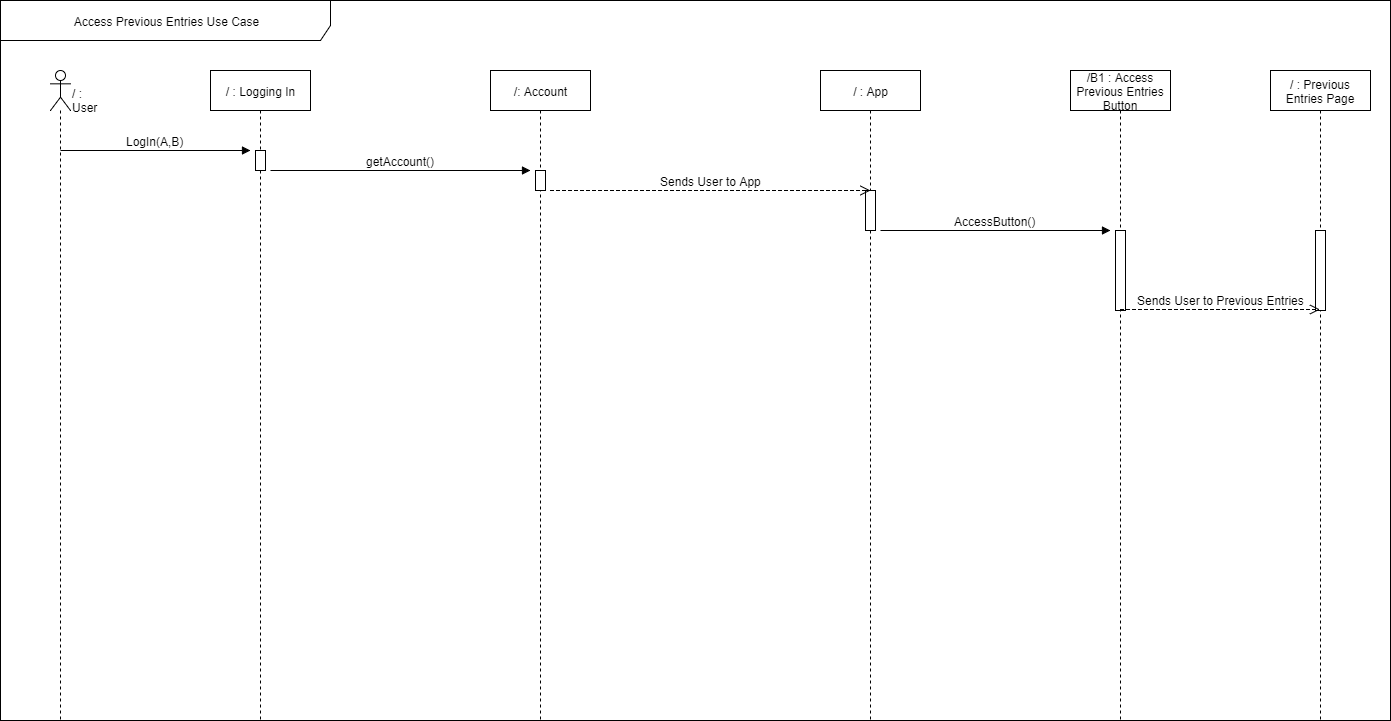 Access Previous Entries Use Case
/ :
User
/ : Logging In
/: Account
/ : App
/B1 : Access
Previous Entries
Button
/ : Previous
Entries Page
LogIn(A,B)
getAccount()
Sends User to App
AccessButton()
Sends User to Previous Entries